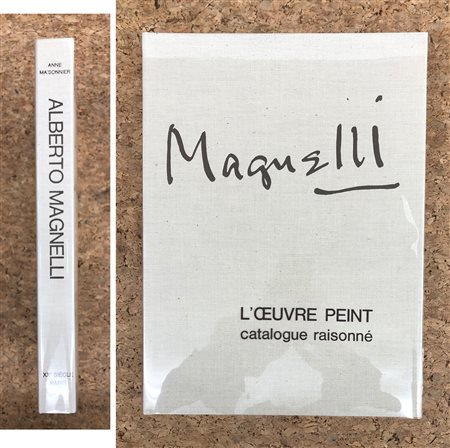 ANNE
MAISONNIER
ALBERTO MAGNELLI
XXe SIÈCLE
PARIS
Magnelli
L'ŒUVRE PEINT
catalogue raisonné